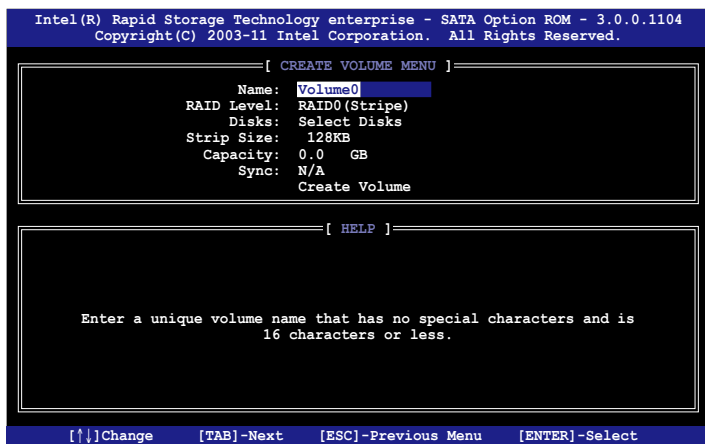 Intel(R) Rapid Storage Technology enterprise - SATA Option ROM - 3.0.0.1104
Copyright(C) 2003-11 Intel Corporation.  All Rights Reserved.
[ CREATE VOLUME MENU ]
Name: Volume0
RAID Level: RAID0(Stripe)
Disks: Select Disks
Strip Size: 128KB
Capacity: 0.0 GB
Sync: N/A
Create Volume
[ HELP ]
Enter a unique volume name that has no special characters and is
16 characters or less.
[↑↓]Change [TAB]-Next [ESC]-Previous Menu [ENTER]-Select